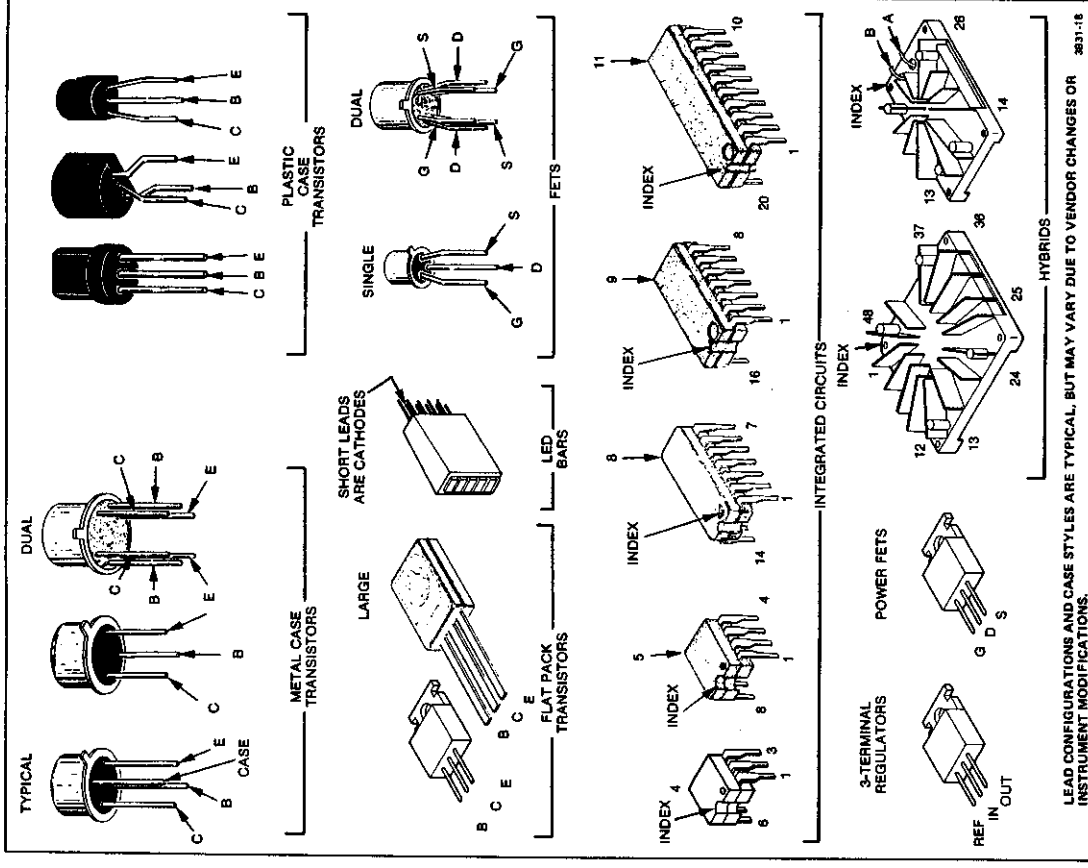 TYPICAL
DUAL
C
B
CASE
E
C
B
E
C
B
E
C
B
E
METAL CASE
TRANSISTORS
C
B
E
C
B
E
C
B
E
PLASTIC
CASE
TRANSISTORS
LARGE
B
C
E
B
C
E
FLAT PACK
TRANSISTORS
SHORT LEADS
ARE CATHODES
LED
BARS
SINGLE
G
D
S
DUAL
G
D
S
S
D
G
FETS
INDEX
4
6
1
3
INDEX
5
8
1
4
INDEX
8
14
1
7
INDEX
9
16
1
8
INDEX
11
20
1
10
INTEGRATED CIRCUITS
3-TERMINAL
REGULATORS
REF
IN
OUT
POWER FETS
G
D
S
INDEX
1
48
12
13
37
36
24
25
INDEX
B
A
13
26
14
HYBRIDS
LEAD CONFIGURATIONS AND CASE STYLES ARE TYPICAL, BUT MAY VARY DUE TO VENDOR CHANGES OR
INSTRUMENT MODIFICATIONS.
3831-18